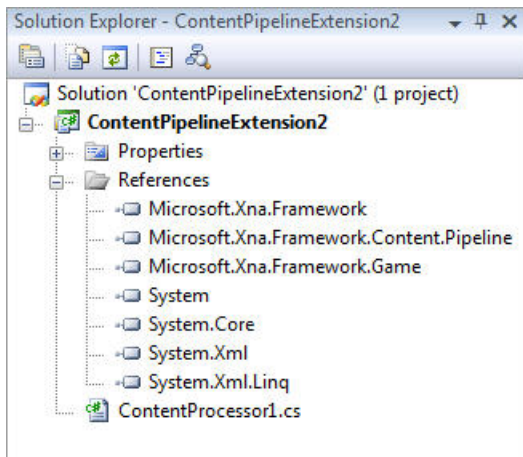 Solution Explorer - ContentPipelineExtension2
Solution 'ContentPipelineExtension2' (1 project)
ContentPipelineExtension2
Properties
References
Microsoft.Xna.Framework
Microsoft.Xna.Framework.Content.Pipeline
Microsoft.Xna.Framework.Game
System
System.Core
System.Xml
System.Xml.Linq
ContentProcessor1.cs